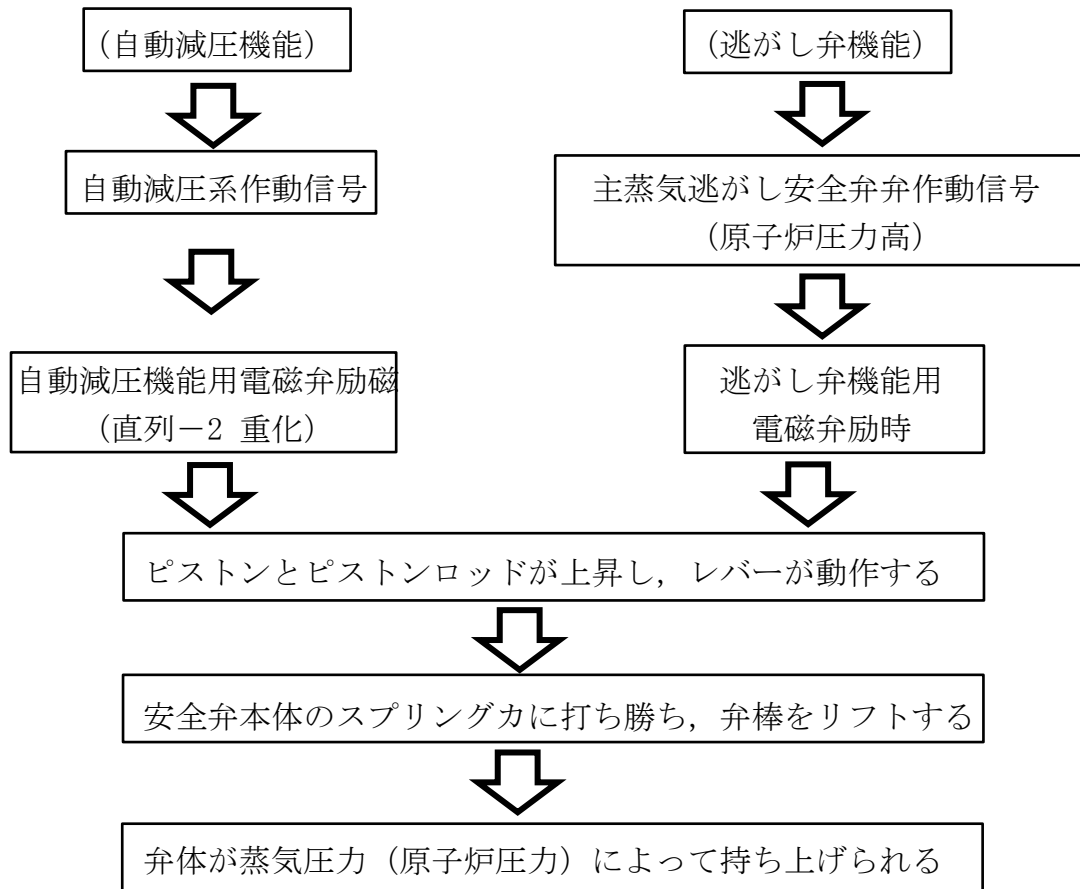 (自動減圧機能)
(逃がし弁機能)
自動減圧系作動信号
主蒸気逃がし安全弁弁作動信号
(原子炉圧力高)
自動減圧機能用電磁弁励磁
(直列－2 重化)
逃がし弁機能用
電磁弁励時
ピストンとピストンロッドが上昇し，レバーが動作する
安全弁本体のスプリング力に打ち勝ち，弁棒をリフトする
弁体が蒸気圧力（原子炉圧力）によって持ち上げられる